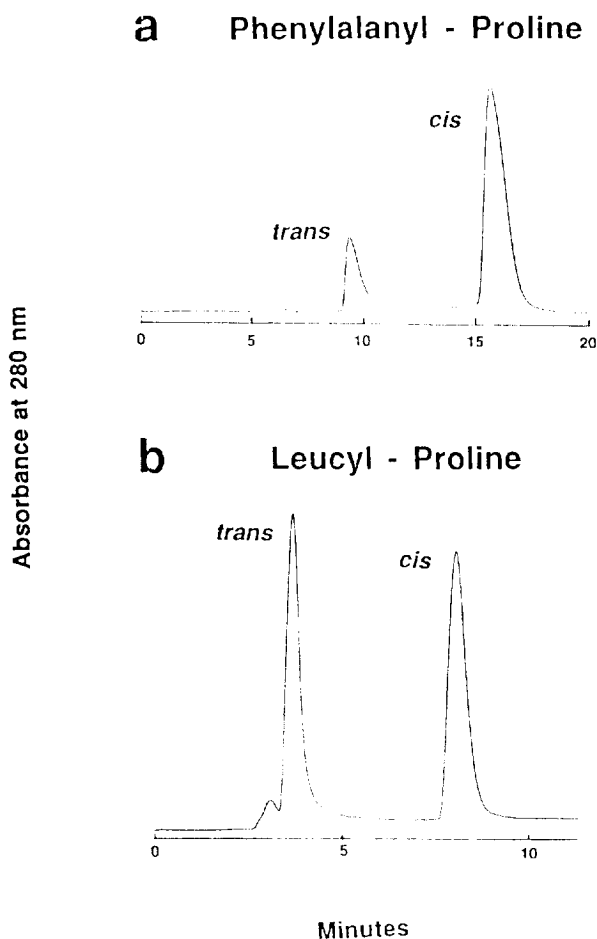 a Phenylalanyl - Proline
cis
trans
0 5 10 15 20
Absorbance at 280 nm
b Leucyl - Proline
trans
cis
0 5 10
Minutes